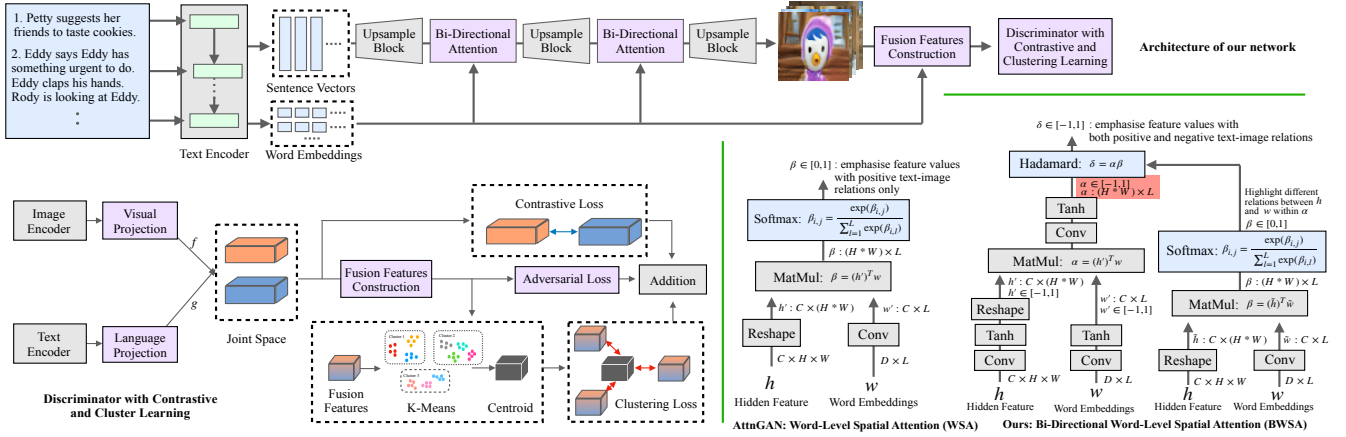 1. Petty suggests her
friends to taste cookies.
2. Eddy says Eddy has
something urgent to do.
Eddy claps his hands.
Rody is looking at Eddy.
Text Encoder
Sentence Vectors
Word Embeddings
Upsample
Block
Bi-Directional
Attention
Upsample
Block
Bi-Directional
Attention
Upsample
Block
Fusion Features
Construction
Discriminator with
Contrastive and
Clustering Learning
Architecture of our network
Image
Encoder
Visual
Projection
f
g
Text
Encoder
Language
Projection
Joint Space
Contrastive Loss
Fusion Features
Construction
Adversarial Loss
Addition
Cluster 1
Cluster 2
Cluster 3
Fusion
Features
K-Means
Centroid
Clustering Loss
Discriminator with Contrastive
and Cluster Learning
β ∈ [0,1] : emphasise feature values
with positive text-image
relations only
Softmax: β_{i,j} = exp(β_{i,j}) / ∑_{l=1}^{L} exp(β_{i,l})
β : (H * W) × L
MatMul: β = (h′)^T w
h′ : C × (H * W)
w′ : C × L
Reshape
Conv
C × H × W
D × L
h
w
Hidden Feature
Word Embeddings
AttnGAN: Word-Level Spatial Attention (WSA)
δ ∈ [-1,1] : emphasise feature values with
both positive and negative text-image relations
Hadamard: δ = αβ
α ∈ [-1,1]
α : (H * W) × L
Tanh
Conv
MatMul: α = (h′)^T w
h′ : C × (H * W)
h′ ∈ [-1,1]
w′ : C × L
w′ ∈ [-1,1]
Reshape
Tanh
Tanh
Conv
Conv
C × H × W
D × L
h
w
Hidden Feature
Word Embeddings
Highlight different
relations between h
and w within α
β ∈ [0,1]
Softmax: β_{i,j} = exp(β_{i,j}) / ∑_{l=1}^{L} exp(β_{i,l})
β : (H * W) × L
MatMul: β = (h̃)^T w̃
h̃ : C × (H * W)
w̃ : C × L
Reshape
Conv
C × H × W
D × L
h
w
Hidden Feature
Word Embeddings
Ours: Bi-Directional Word-Level Spatial Attention (BWSA)